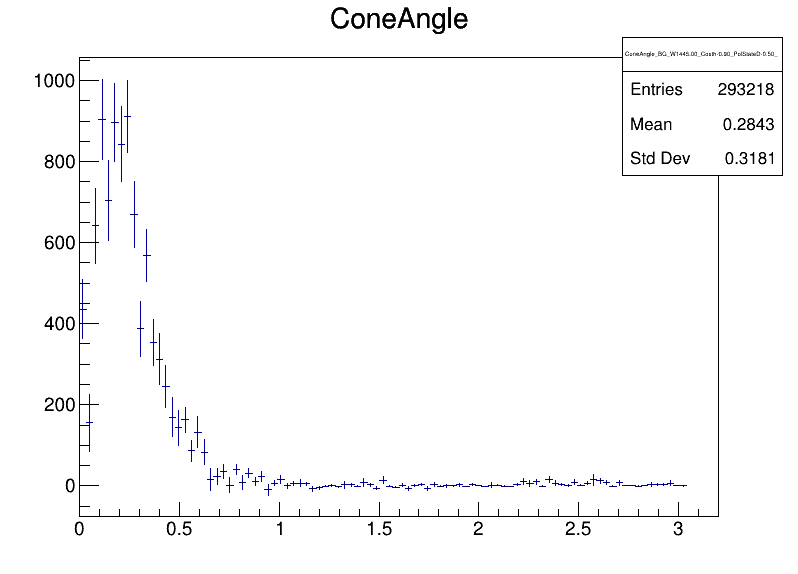 ConeAngle
ConeAngle_BG_W1445.00_Costh-0.90_PolStateD-0.50_
Entries 293218
Mean 0.2843
Std Dev 0.3181
1000
800
600
400
200
0
0 0.5 1 1.5 2 2.5 3